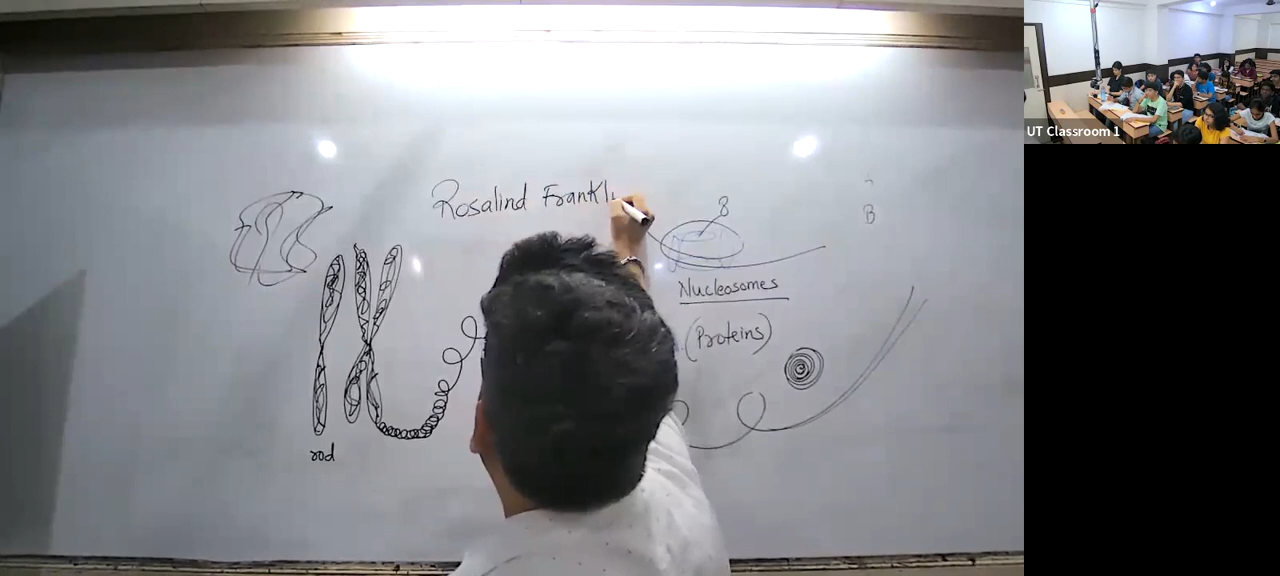 Rosalind Frankl
8
B
Nucleosomes
(Proteins)
rod
UT Classroom 1